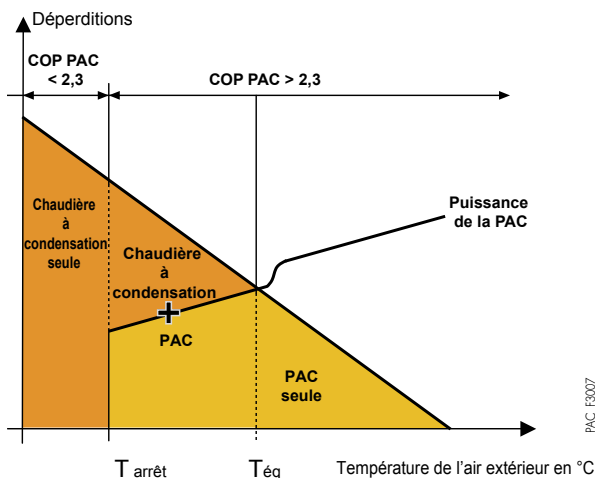 Déperditions
COP PAC
< 2,3
COP PAC > 2,3
Chaudière
à
condensation
seule
Chaudière
à
condensation
+
PAC
Puissance
de la PAC
PAC
seule
PAC F3007
T arrêt
Téq
Température de l'air extérieur en °C